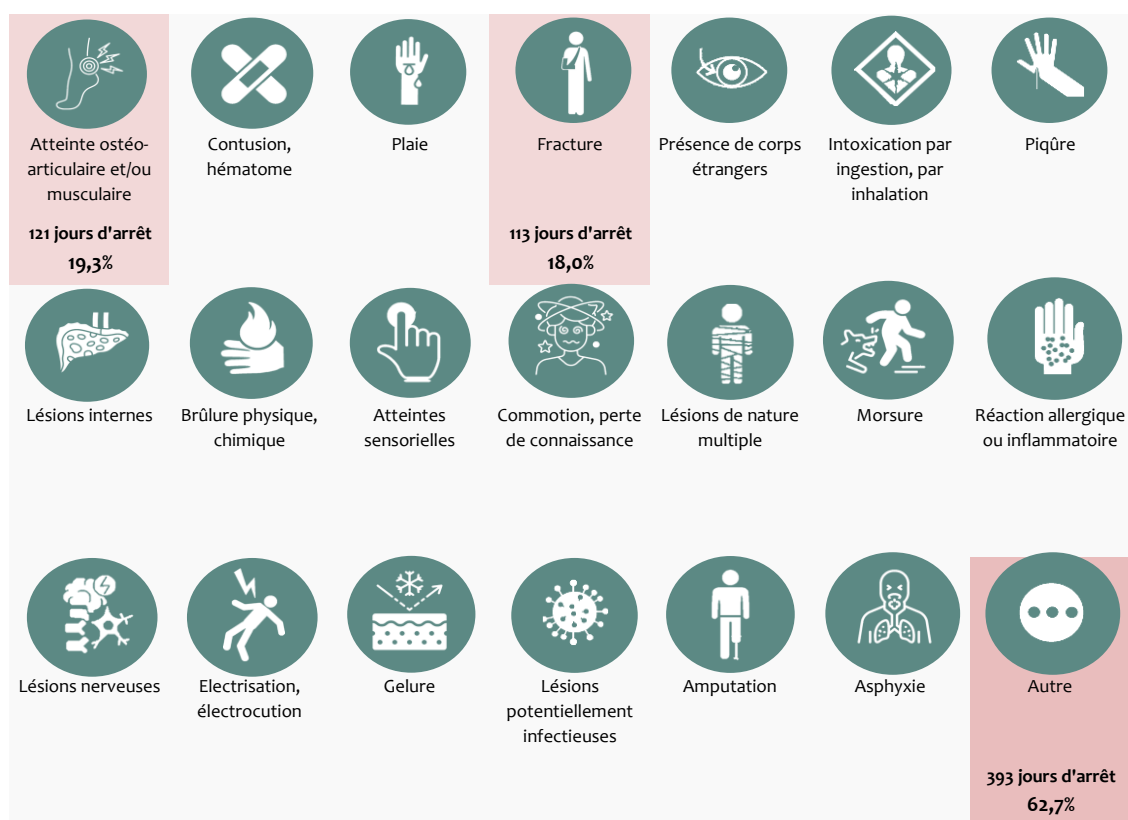 Atteinte ostéo-
articulaire et/ou
musculaire
121 jours d'arrêt
19,3%
Contusion,
hématome
Plaie
Fracture
113 jours d'arrêt
18,0%
Présence de corps
étrangers
Intoxication par
ingestion, par
inhalation
Piqûre
Lésions internes
Brûlure physique,
chimique
Atteintes
sensorielles
Commotion, perte
de connaissance
Lésions de nature
multiple
Morsure
Réaction allergique
ou inflammatoire
Lésions nerveuses
Electrisation,
électrocution
Gelure
Lésions
potentiellement
infectieuses
Amputation
Asphyxie
Autre
393 jours d'arrêt
62,7%